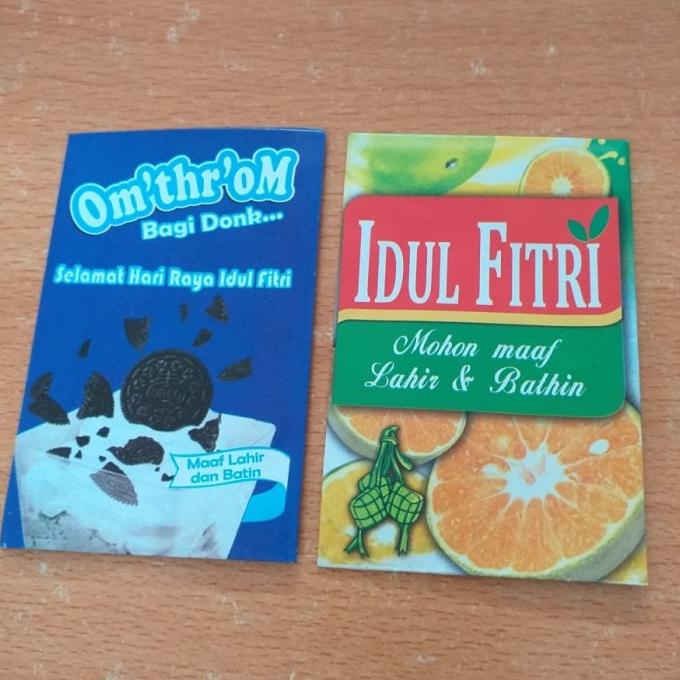 Om'thr'oM
Bagi Donk...
Selamat Hari Raya Idul Fitri
Maaf Lahir
dan Batin
IDUL FITRI
Mohon maaf
Lahir & Bathin